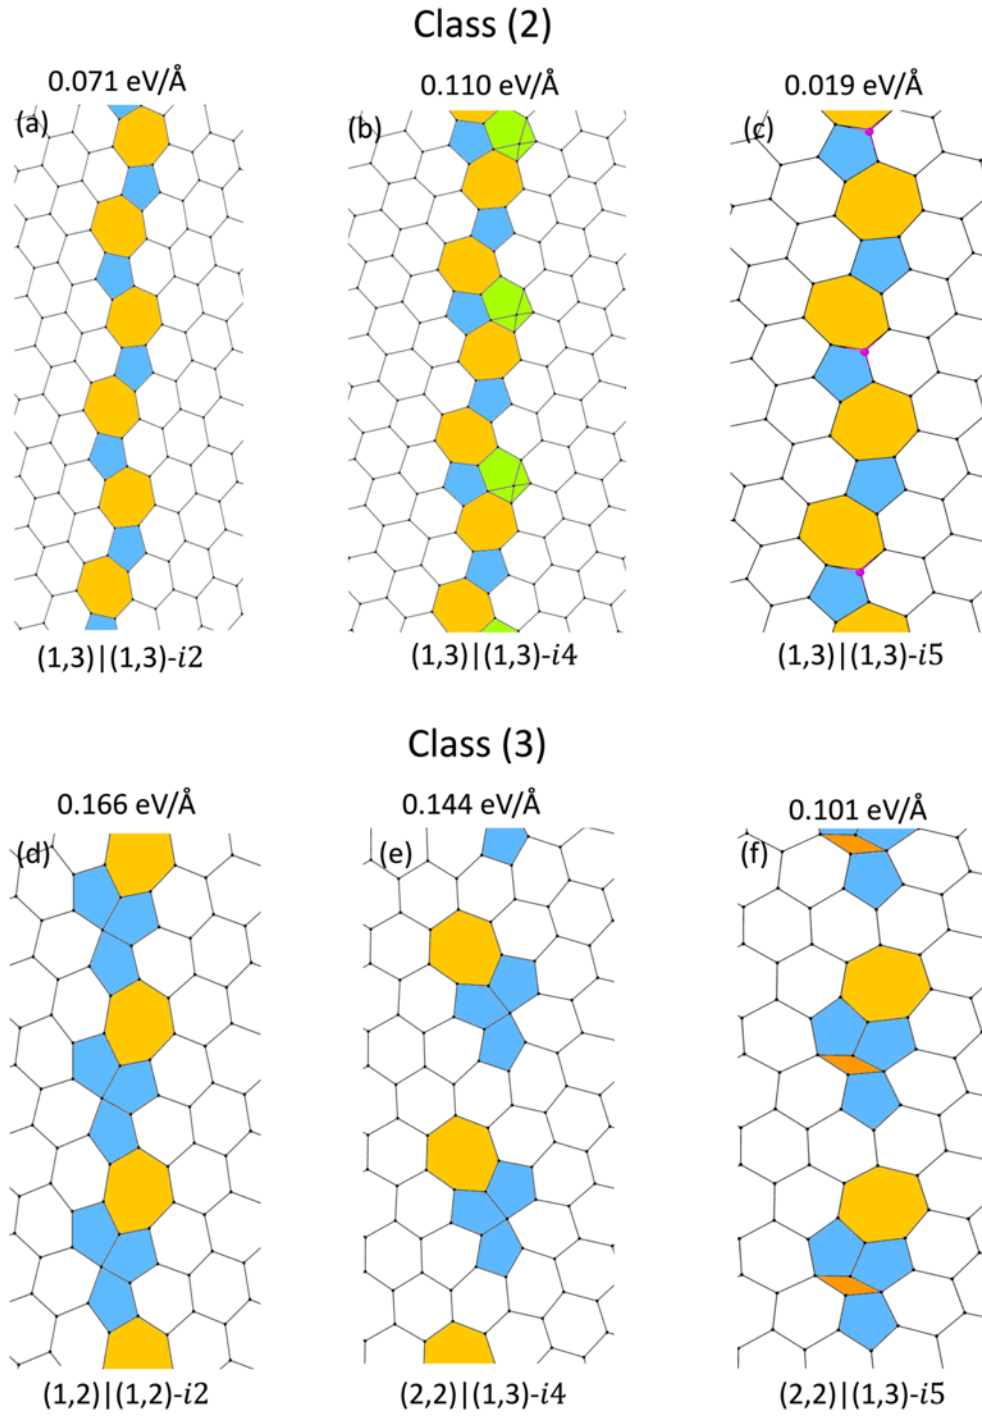 Class (2)
0.071 eV/Å 0.110 eV/Å 0.019 eV/Å
(a) (b) (c)
(1,3)|(1,3)-i2 (1,3)|(1,3)-i4 (1,3)|(1,3)-i5
Class (3)
0.166 eV/Å 0.144 eV/Å 0.101 eV/Å
(d) (e) (f)
(1,2)|(1,2)-i2 (2,2)|(1,3)-i4 (2,2)|(1,3)-i5